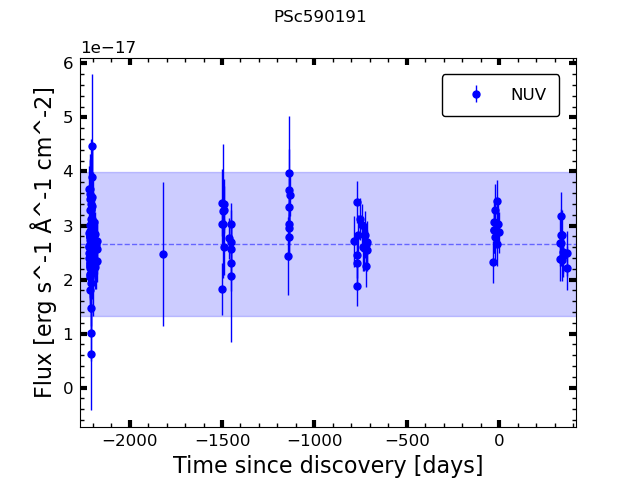 PSc590191
1e−17
NUV
6
5
4
3
2
1
0
Flux [erg s^-1 Å^-1 cm^-2]
−2000 −1500 −1000 −500 0
Time since discovery [days]